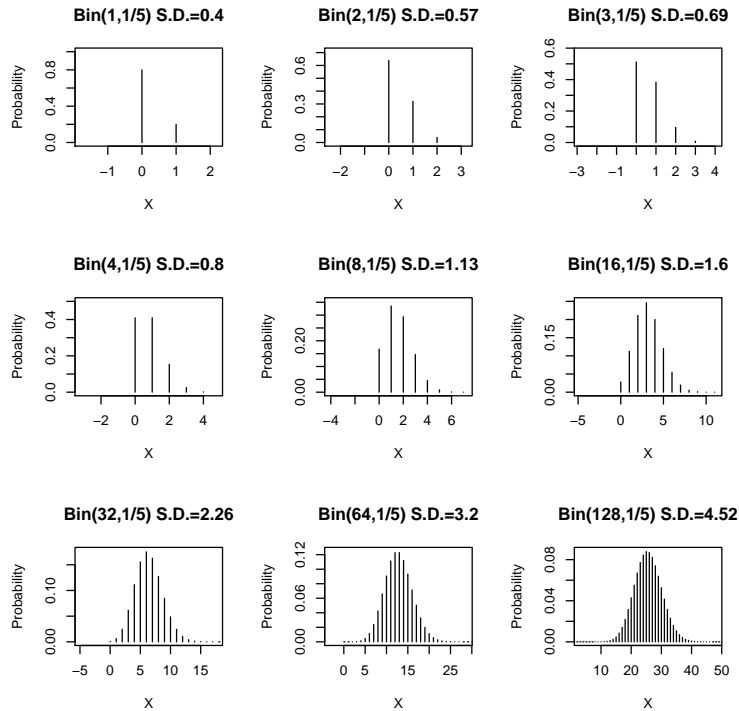 Bin(1,1/5) S.D.=0.4
Probability
0.0 0.4 0.8
−1 0 1 2
X
Bin(2,1/5) S.D.=0.57
Probability
0.0 0.3 0.6
−2 0 1 2 3
X
Bin(3,1/5) S.D.=0.69
Probability
0.0 0.2 0.4 0.6
−3 −1 0 1 2 3 4
X
Bin(4,1/5) S.D.=0.8
Probability
0.0 0.2 0.4
−2 0 2 4
X
Bin(8,1/5) S.D.=1.13
Probability
0.00 0.20
−4 −2 0 2 4 6
X
Bin(16,1/5) S.D.=1.6
Probability
0.00 0.15
−5 0 5 10
X
Bin(32,1/5) S.D.=2.26
Probability
0.00 0.10
−5 0 5 10 15
X
Bin(64,1/5) S.D.=3.2
Probability
0.00 0.06 0.12
0 5 15 25
X
Bin(128,1/5) S.D.=4.52
Probability
0.00 0.04 0.08
10 20 30 40 50
X